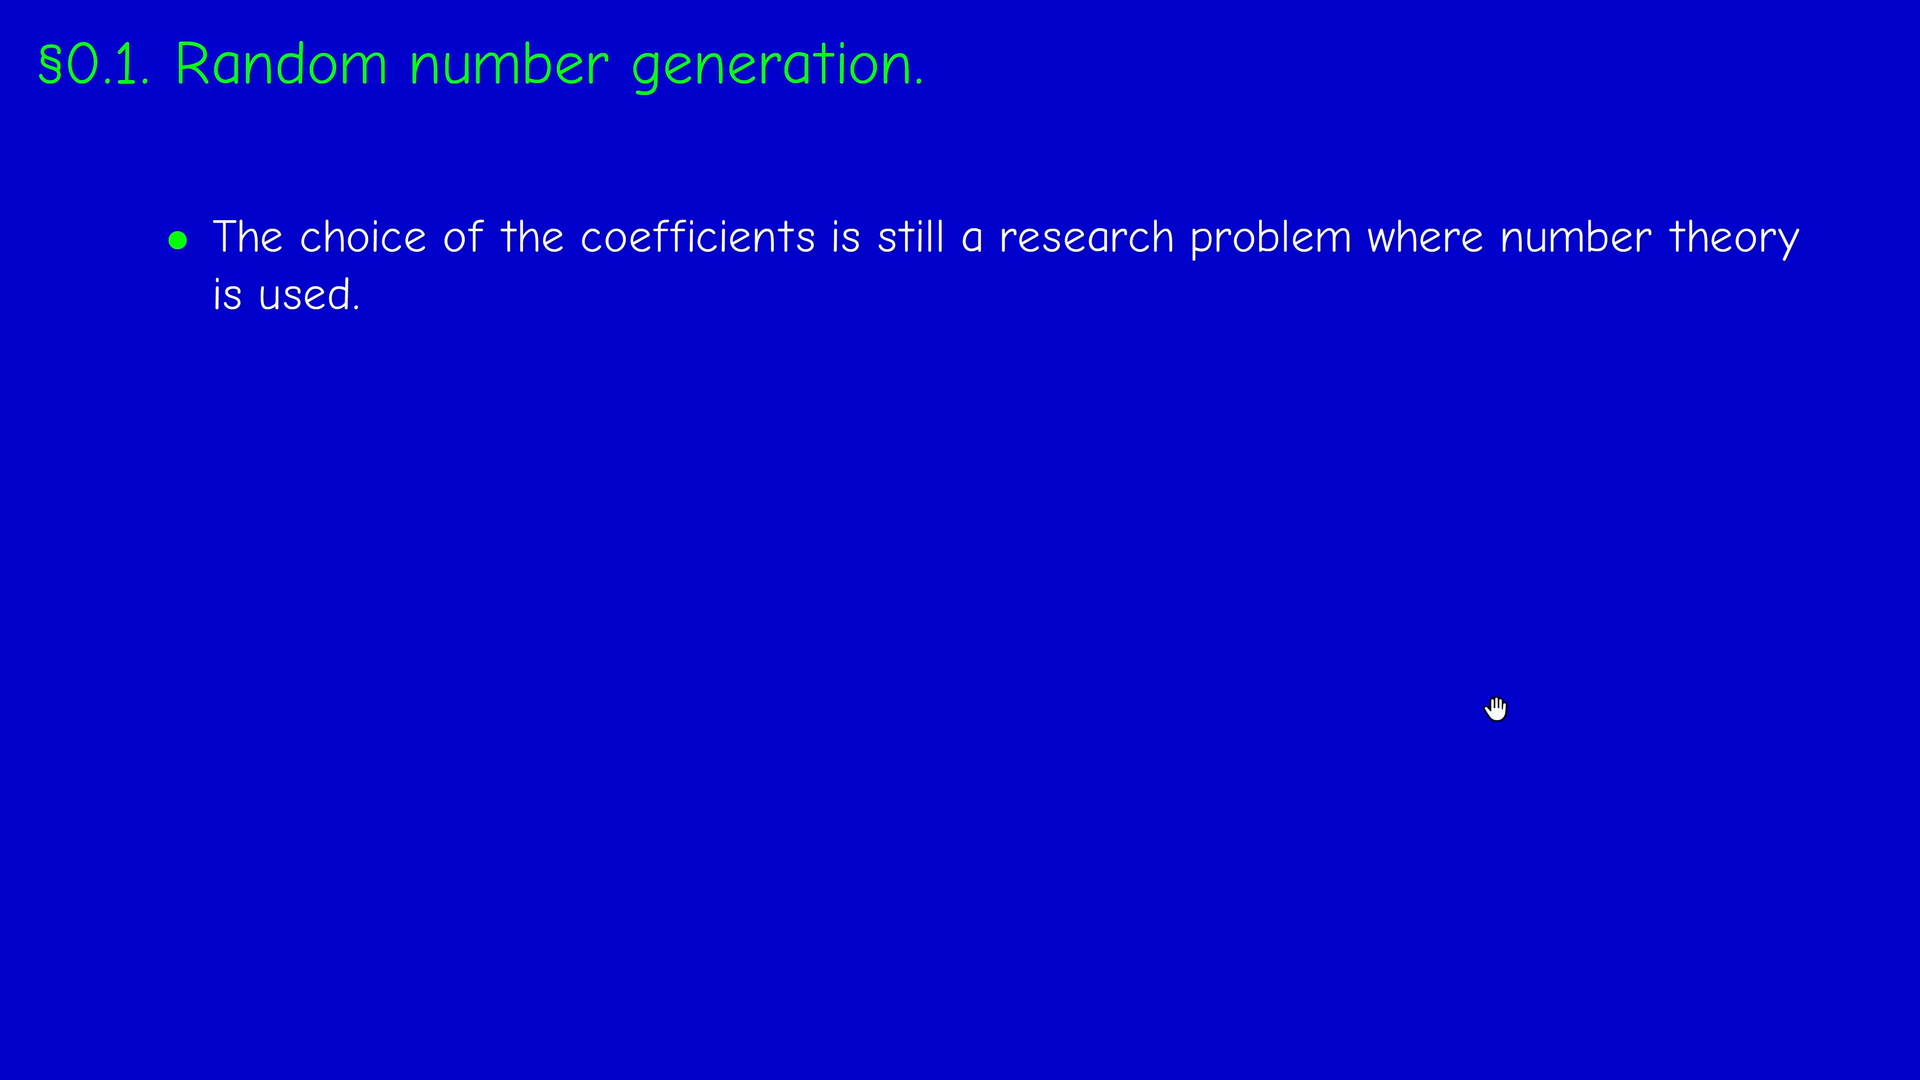 §0.1. Random number generation.
• The choice of the coefficients is still a research problem where number theory
is used.